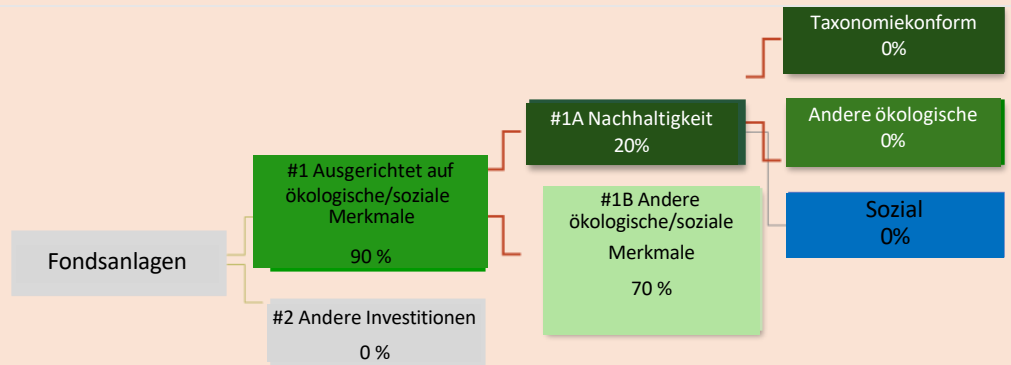 Fondsanlagen
#1 Ausgerichtet auf
ökologische/soziale
Merkmale
90 %
#2 Andere Investitionen
0 %
#1A Nachhaltigkeit
20%
#1B Andere
ökologische/soziale
Merkmale
70 %
Taxonomiekonform
0%
Andere ökologische
0%
Sozial
0%